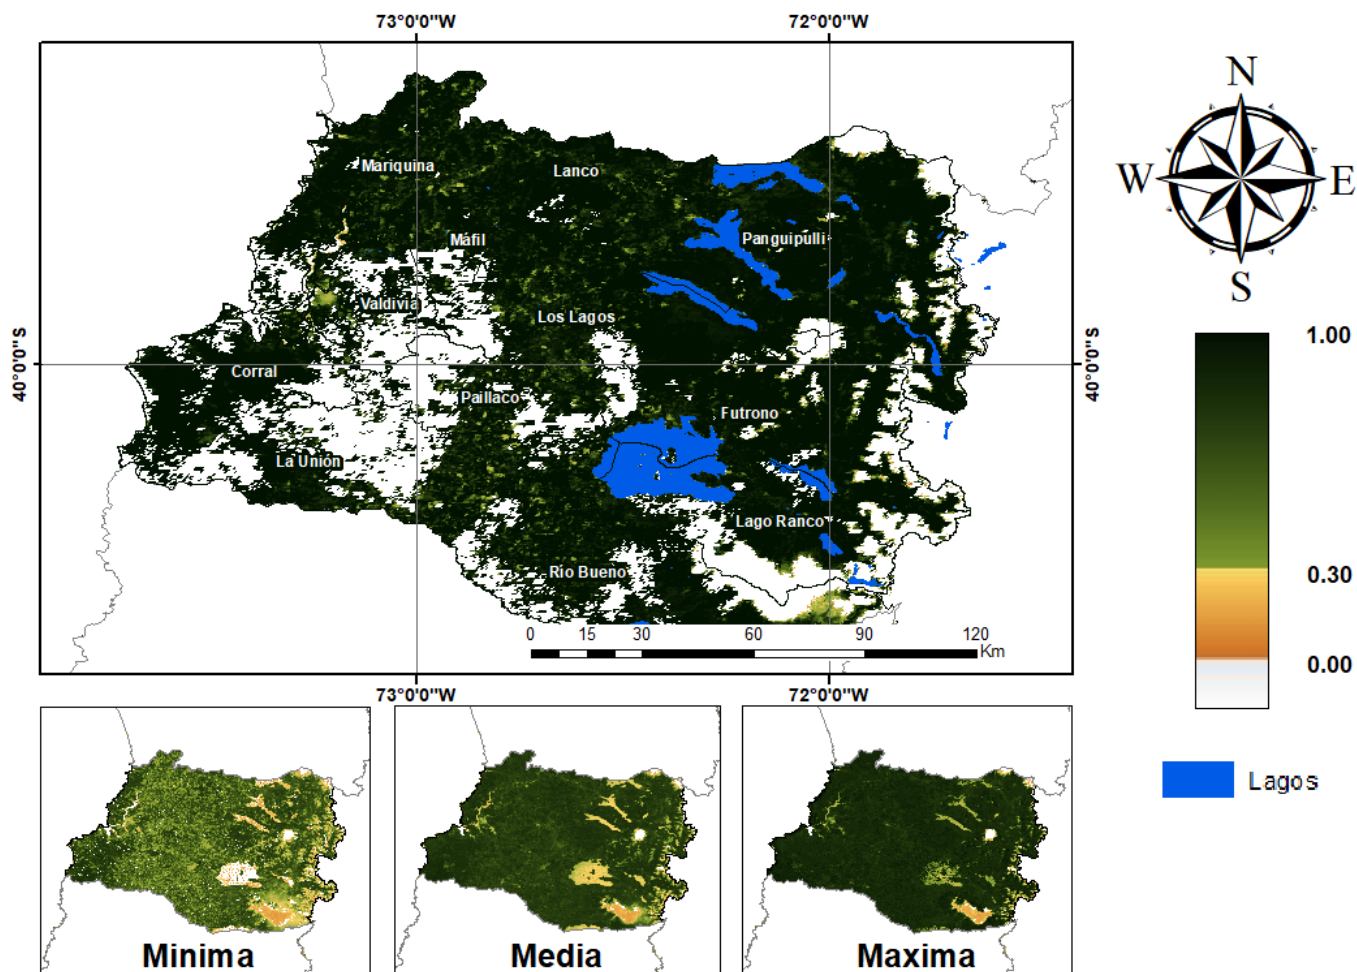 73°0'0"W 72°0'0"W
N
W E
S
Mariquina
Lanco
Máfil
Panguipulli
Valdivia
Los Lagos
40°0'0"S
Corral
40°0'0"S
Paillaco
Futrono
La Unión
Lago Ranco
Río Bueno
0 15 30 60 90 120
Km
73°0'0"W 72°0'0"W
1.00
0.30
0.00
Lagos
Minima Media Maxima